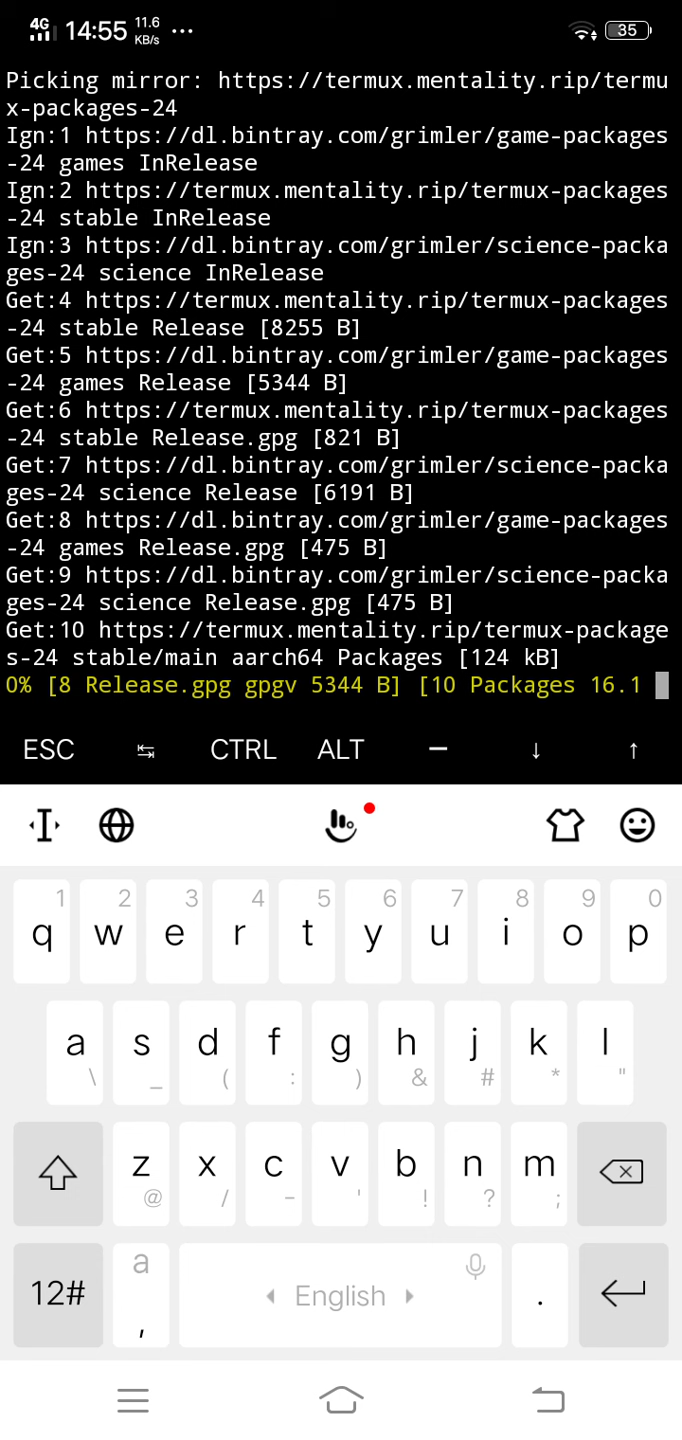 4G 14:55 11.6 KB/s ··· 35
Picking mirror: https://termux.mentality.rip/termu
x-packages-24
Ign:1 https://dl.bintray.com/grimler/game-packages
-24 games InRelease
Ign:2 https://termux.mentality.rip/termux-packages
-24 stable InRelease
Ign:3 https://dl.bintray.com/grimler/science-packa
ges-24 science InRelease
Get:4 https://termux.mentality.rip/termux-packages
-24 stable Release [8255 B]
Get:5 https://dl.bintray.com/grimler/game-packages
-24 games Release [5344 B]
Get:6 https://termux.mentality.rip/termux-packages
-24 stable Release.gpg [821 B]
Get:7 https://dl.bintray.com/grimler/science-packa
ges-24 science Release [6191 B]
Get:8 https://dl.bintray.com/grimler/game-packages
-24 games Release.gpg [475 B]
Get:9 https://dl.bintray.com/grimler/science-packa
ges-24 science Release.gpg [475 B]
Get:10 https://termux.mentality.rip/termux-package
s-24 stable/main aarch64 Packages [124 kB]
0% [8 Release.gpg gpgv 5344 B] [10 Packages 16.1
ESC ↹ CTRL ALT — ↓ ↑
1 2 3 4 5 6 7 8 9 0
q w e r t y u i o p
a s d f g h j k l
\ _ ( : ) & # * "
z x c v b n m
@ / - ' ! ? ;
12# a , English .